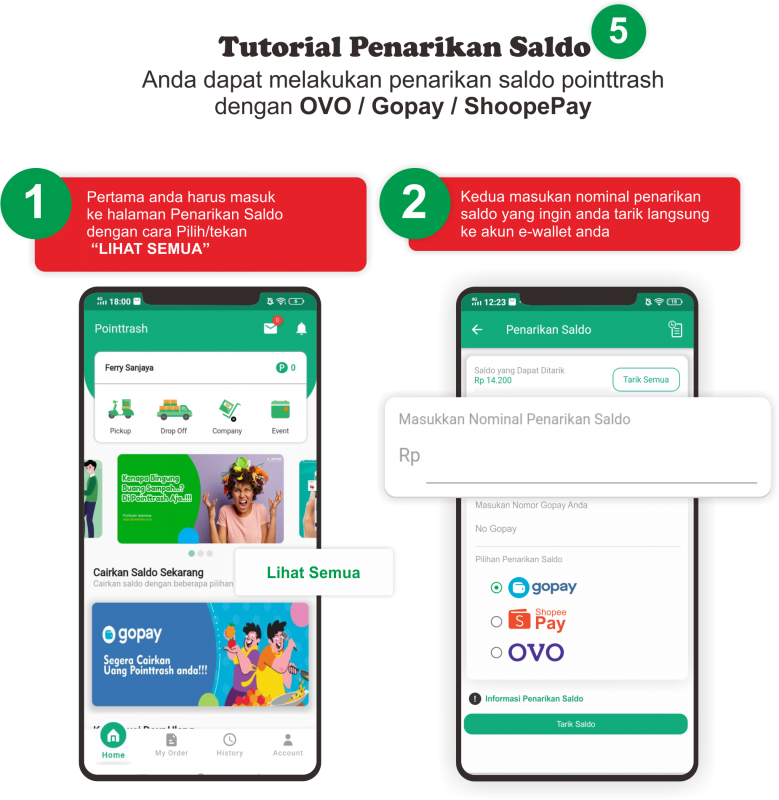 Tutorial Penarikan Saldo
5
Anda dapat melakukan penarikan saldo pointtrash
dengan OVO / Gopay / ShoopePay
1
Pertama anda harus masuk
ke halaman Penarikan Saldo
dengan cara Pilih/tekan
“LIHAT SEMUA”
18:00
Pointtrash
0
Ferry Sanjaya
P 0
Pickup
Drop Off
Company
Event
Kenapa Bingung
Buang Sampah...?
Di Pointtrash Aja..!!!
Cairkan Saldo Sekarang
Cairkan saldo dengan beberapa pilihan
Lihat Semua
gopay
Segera Cairkan
Uang Pointtrash anda!!!
Home
My Order
History
Account
2
Kedua masukan nominal penarikan
saldo yang ingin anda tarik langsung
ke akun e-wallet anda
12:23
15
Penarikan Saldo
Saldo yang Dapat Ditarik
Rp 14.200
Tarik Semua
Masukkan Nominal Penarikan Saldo
Rp
Masukan Nomor Gopay Anda
No Gopay
Pilihan Penarikan Saldo
gopay
S Shopee
Pay
OVO
! Informasi Penarikan Saldo
Tarik Saldo